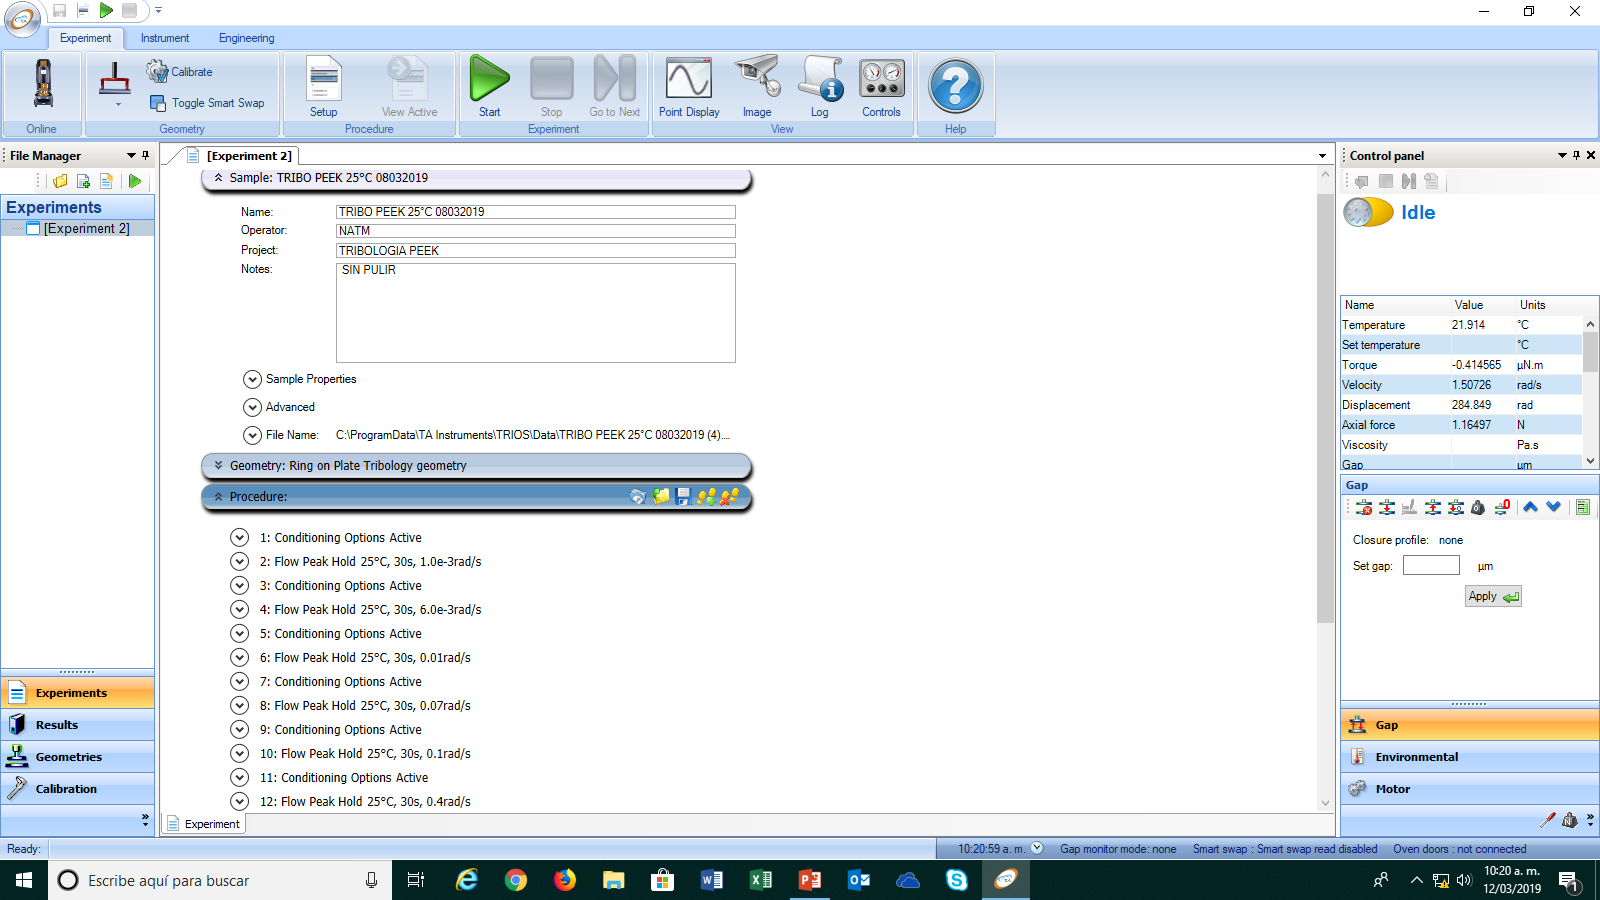 Experiment Instrument Engineering
Calibrate
Toggle Smart Swap
Setup View Active Start Stop Go to Next Point Display Image Log Controls
Online Geometry Procedure Experiment View Help
File Manager
[Experiment 2]
Control panel
Experiments
[Experiment 2]
Sample: TRIBO PEEK 25°C 08032019
Name: TRIBO PEEK 25°C 08032019
Operator: NATM
Project: TRIBOLOGIA PEEK
Notes: SIN PULIR
Sample Properties
Advanced
File Name: C:\ProgramData\TA Instruments\TRIOS\Data\TRIBO PEEK 25°C 08032019 (4)....
Geometry: Ring on Plate Tribology geometry
Procedure:
1: Conditioning Options Active
2: Flow Peak Hold 25°C, 30s, 1.0e-3rad/s
3: Conditioning Options Active
4: Flow Peak Hold 25°C, 30s, 6.0e-3rad/s
5: Conditioning Options Active
6: Flow Peak Hold 25°C, 30s, 0.01rad/s
7: Conditioning Options Active
8: Flow Peak Hold 25°C, 30s, 0.07rad/s
9: Conditioning Options Active
10: Flow Peak Hold 25°C, 30s, 0.1rad/s
11: Conditioning Options Active
12: Flow Peak Hold 25°C, 30s, 0.4rad/s
Experiment
Experiments
Results
Geometries
Calibration
Idle
Name Value Units
Temperature 21.914 °C
Set temperature °C
Torque -0.414565 µN.m
Velocity 1.50726 rad/s
Displacement 284.849 rad
Axial force 1.16497 N
Viscosity Pa.s
Gap µm
Gap
Closure profile: none
Set gap: µm
Apply
Gap
Environmental
Motor
Ready: 10:20:59 a. m. Gap monitor mode: none Smart swap : Smart swap read disabled Oven doors : not connected
Escribe aquí para buscar
10:20 a. m.
12/03/2019
1